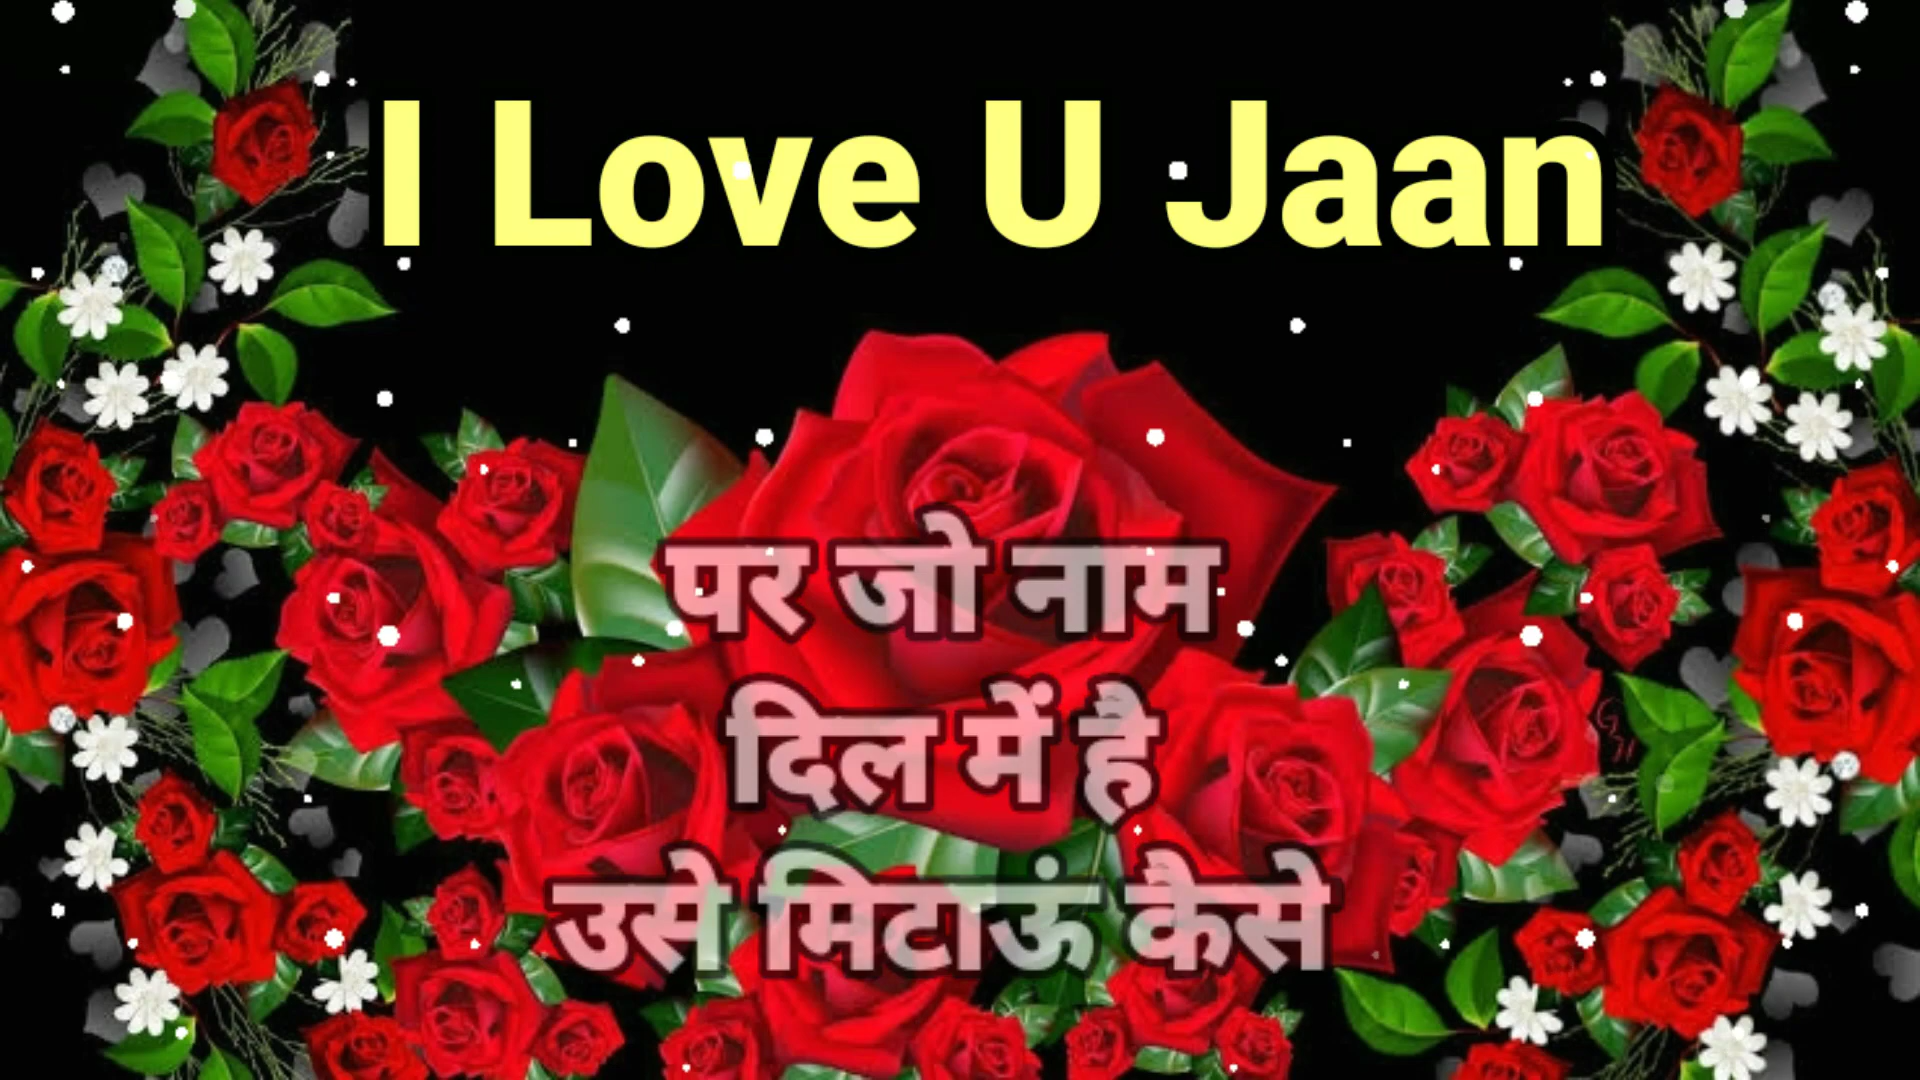 I Love U Jaan
पर जो नाम
दिल में है
उसे मिटाऊं कैसे